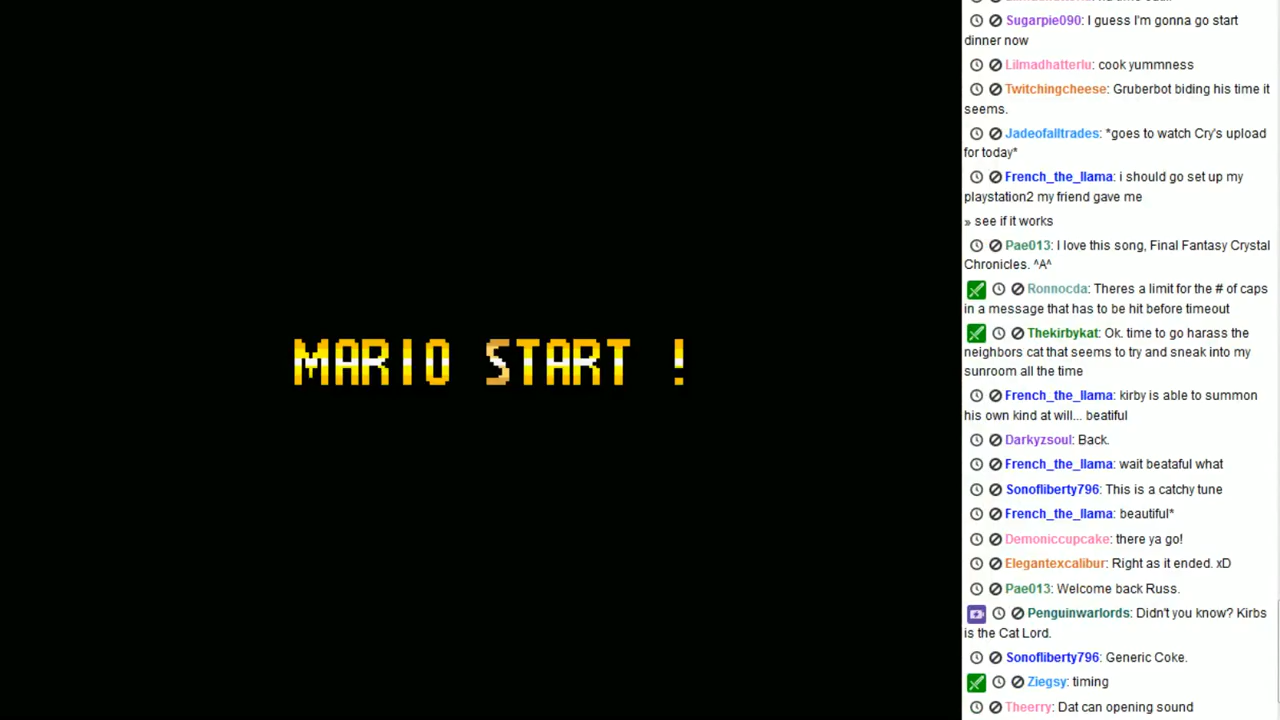 MARIO START !
Sugarpie090: I guess I'm gonna go start
dinner now
Lilmadhatterlu: cook yummness
Twitchingcheese: Gruberbot biding his time it
seems.
Jadeofalltrades: *goes to watch Cry's upload
for today*
French_the_llama: i should go set up my
playstation2 my friend gave me
» see if it works
Pae013: I love this song, Final Fantasy Crystal
Chronicles. ^A^
Ronnocda: Theres a limit for the # of caps
in a message that has to be hit before timeout
Thekirbykat: Ok. time to go harass the
neighbors cat that seems to try and sneak into my
sunroom all the time
French_the_llama: kirby is able to summon
his own kind at will... beatiful
Darkyzsoul: Back.
French_the_llama: wait beataful what
Sonofliberty796: This is a catchy tune
French_the_llama: beautiful*
Demoniccupcake: there ya go!
Elegantexcalibur: Right as it ended. xD
Pae013: Welcome back Russ.
Penguinwarlords: Didn't you know? Kirbs
is the Cat Lord.
Sonofliberty796: Generic Coke.
Ziegsy: timing
Theerry: Dat can opening sound